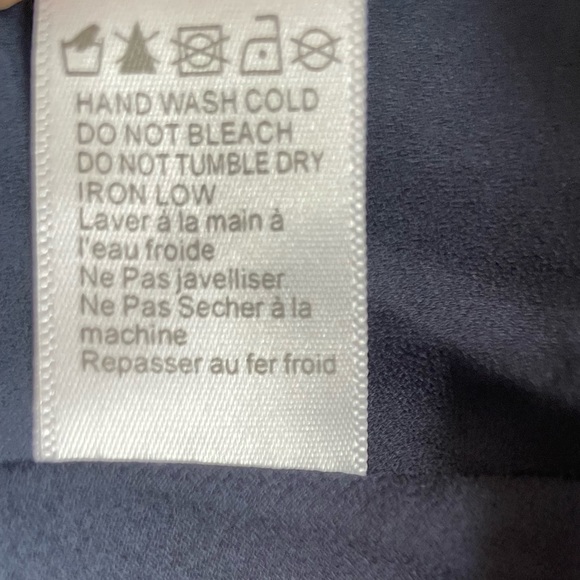 HAND WASH COLD
DO NOT BLEACH
DO NOT TUMBLE DRY
IRON LOW
Laver à la main à
l'eau froide
Ne Pas javelliser
Ne Pas Secher à la
machine
Repasser au fer froid